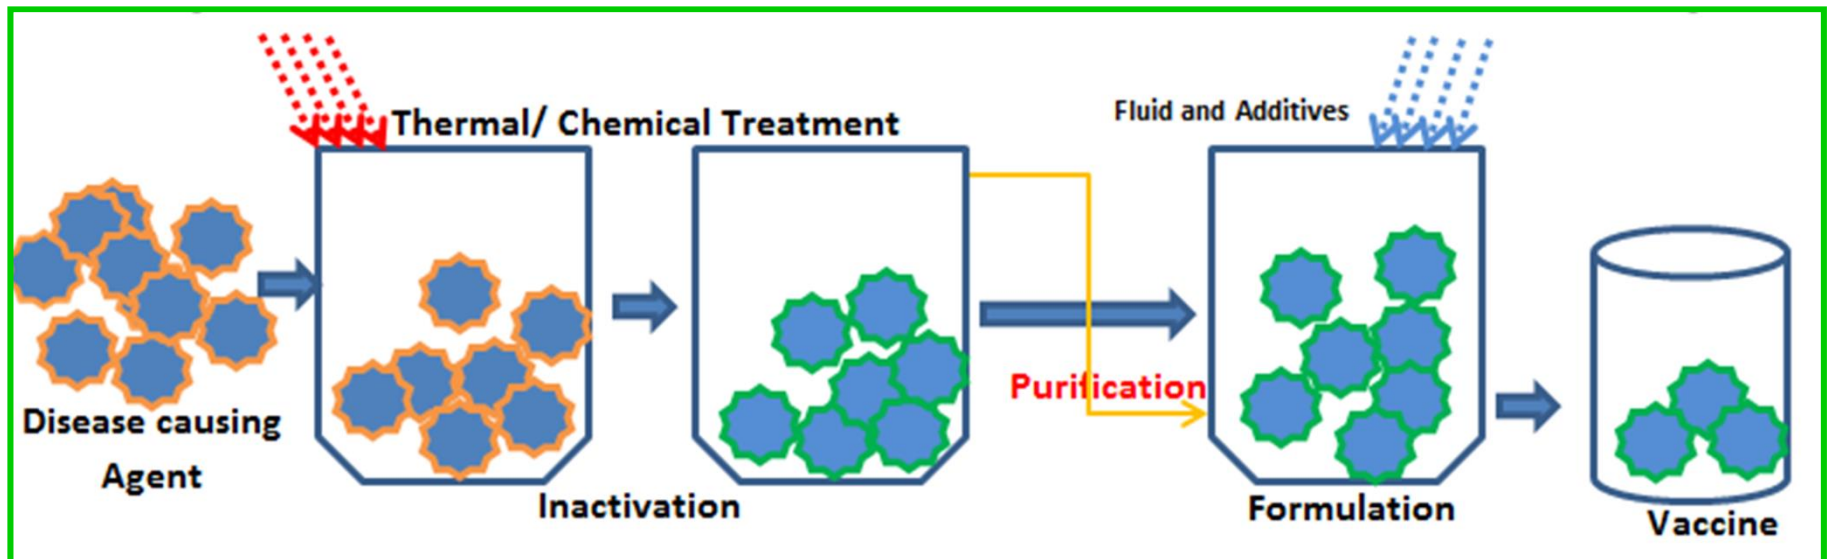 Thermal/ Chemical Treatment
Fluid and Additives
Disease causing
Agent
Inactivation
Purification
Formulation
Vaccine